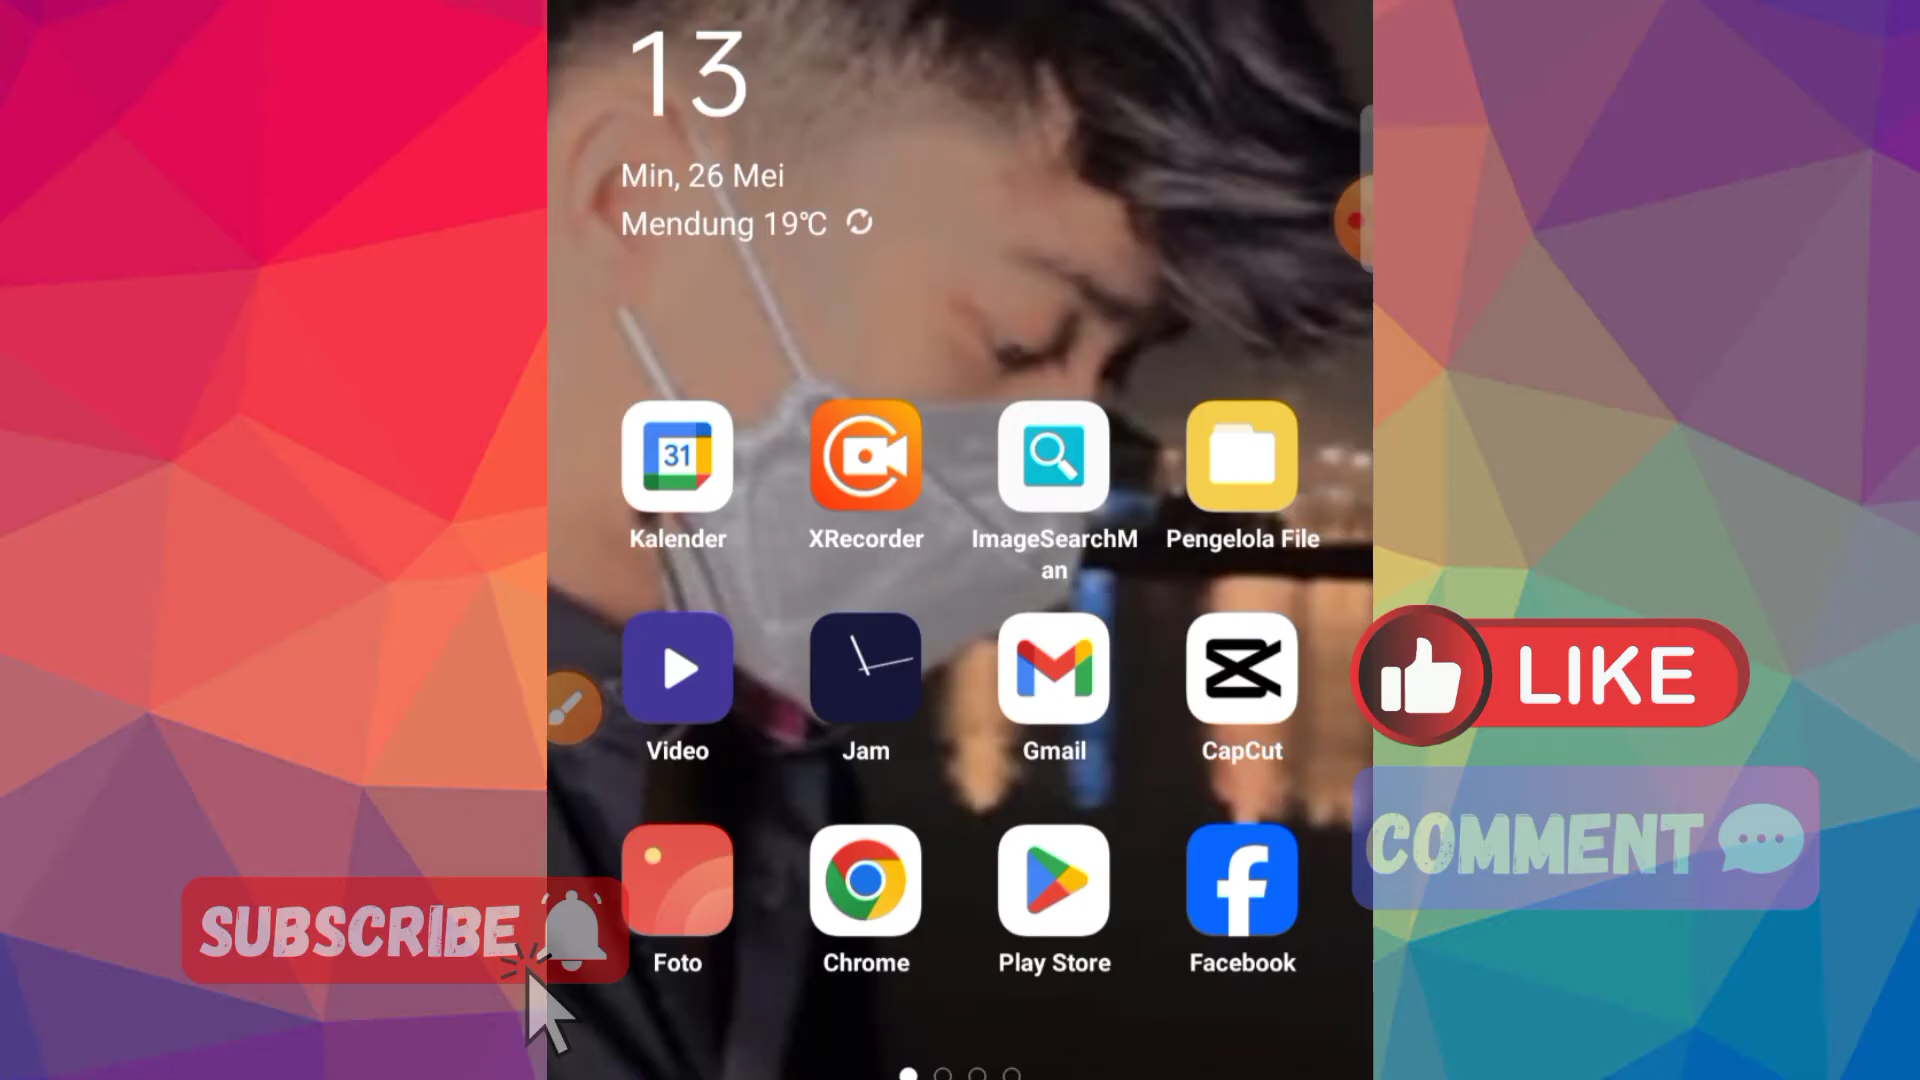 13
Min, 26 Mei
Mendung 19℃
31
Kalender
XRecorder
ImageSearchM
an
Pengelola File
Video
Jam
Gmail
CapCut
LIKE
COMMENT
Foto
Chrome
Play Store
Facebook
SUBSCRIBE